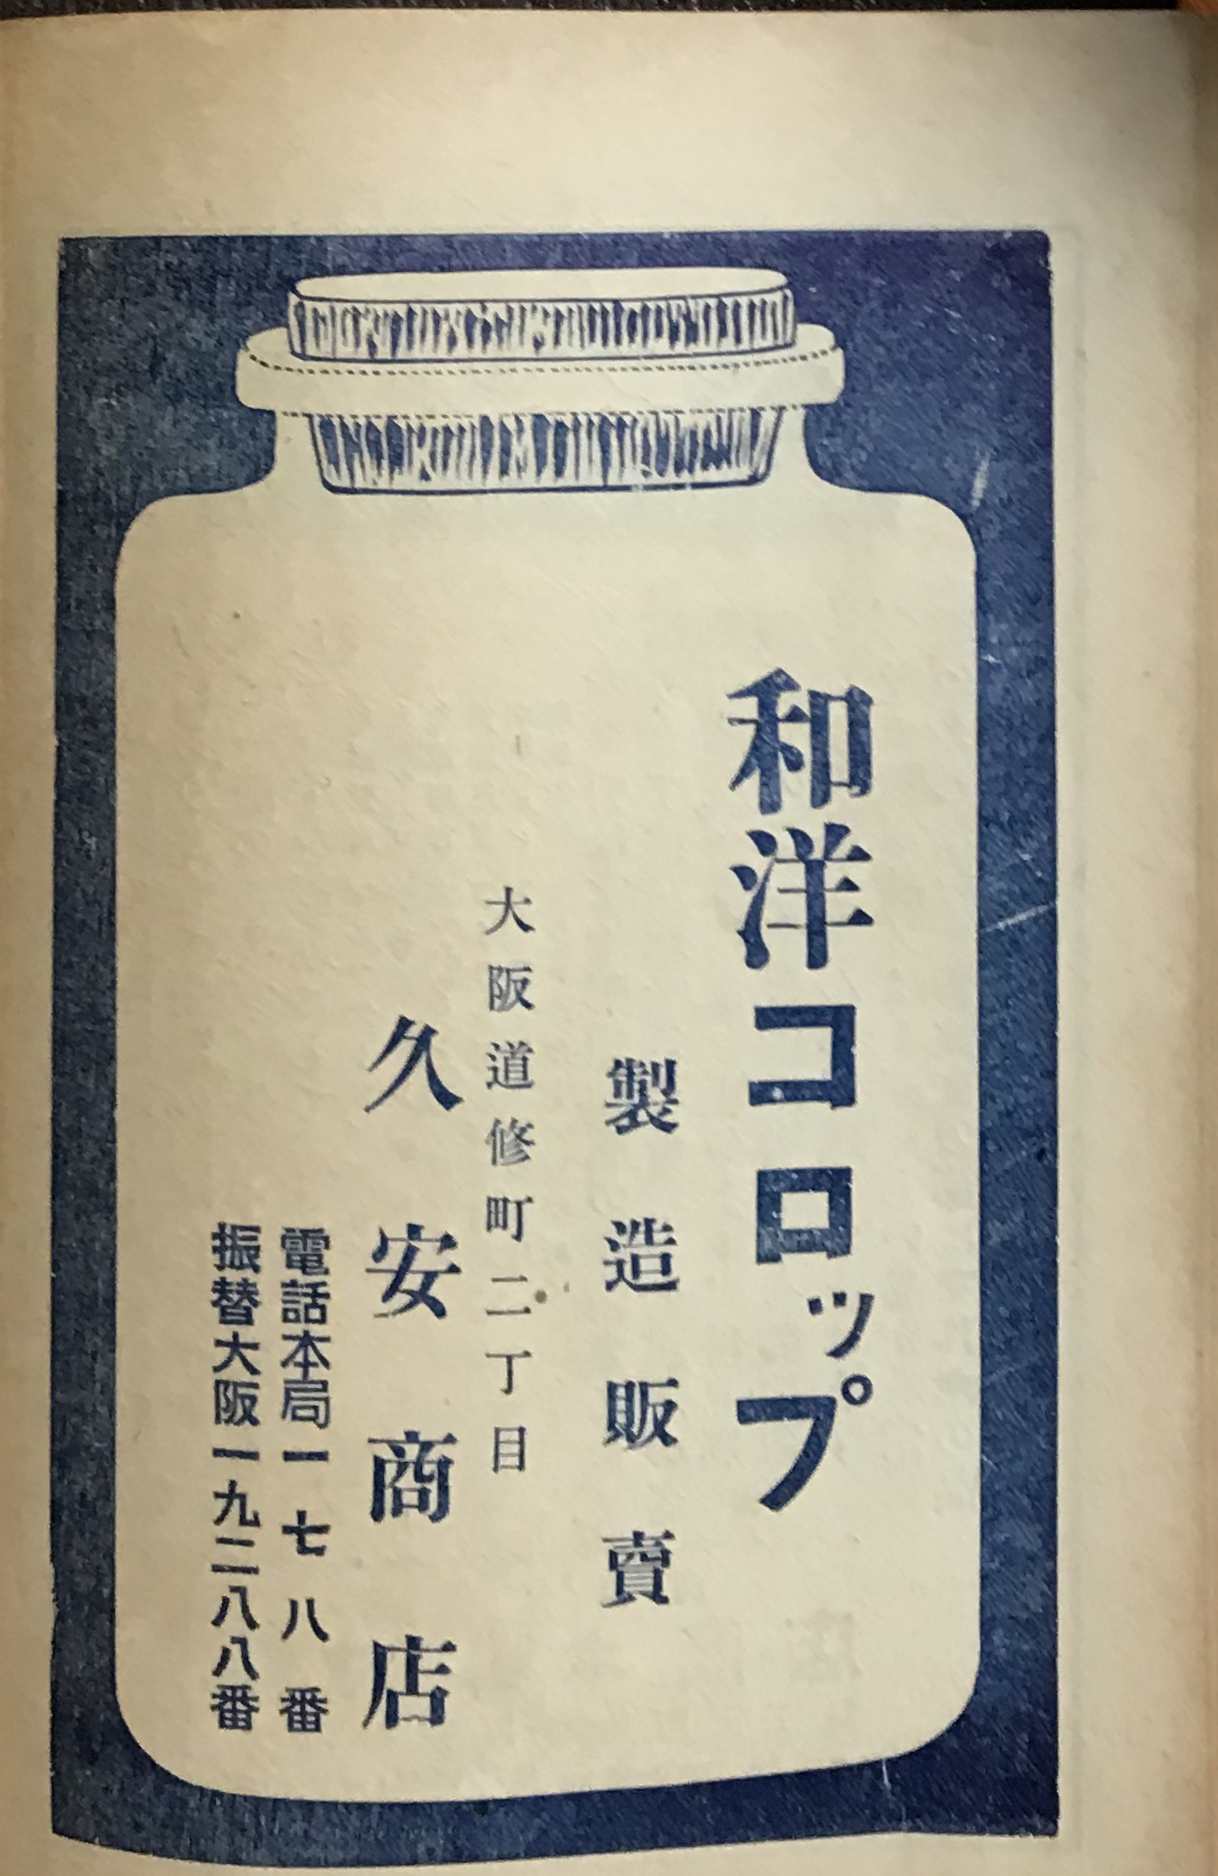 和洋コロップ
製造販賣
大阪道修町二丁目
久安商店
電話本局一七八番
振替大阪一九二八八番